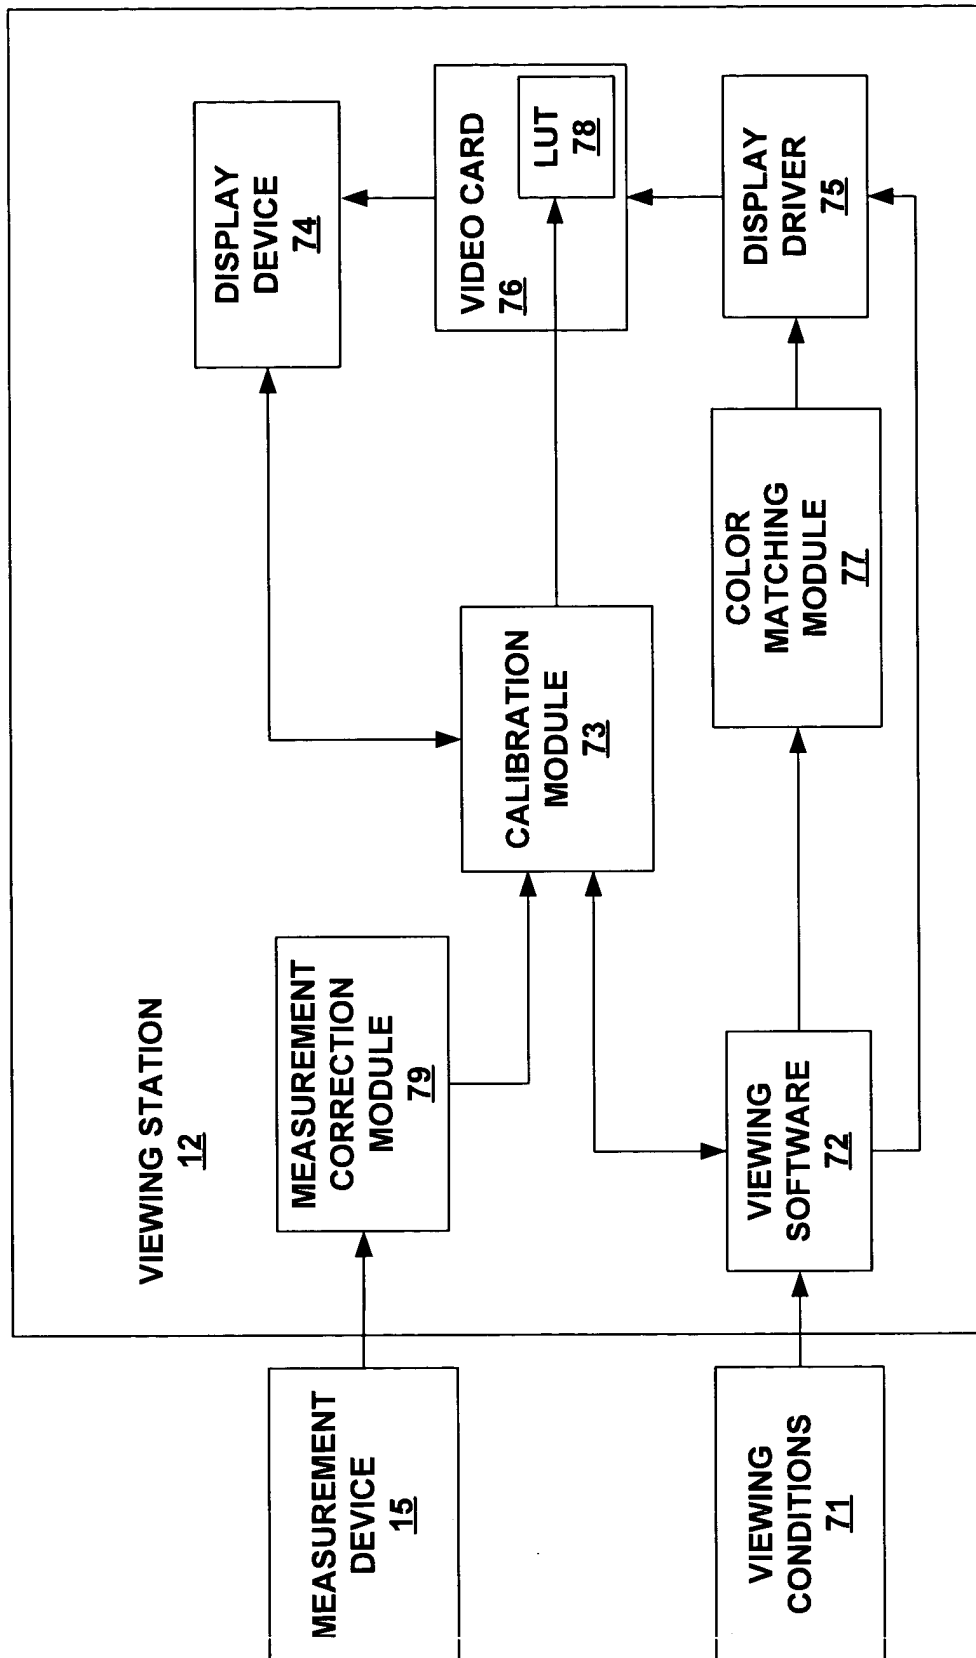 VIEWING STATION
12
MEASUREMENT
DEVICE
15
MEASUREMENT
CORRECTION
MODULE
79
DISPLAY
DEVICE
74
CALIBRATION
MODULE
73
VIDEO CARD
76
LUT
78
VIEWING
CONDITIONS
71
VIEWING
SOFTWARE
72
COLOR
MATCHING
MODULE
77
DISPLAY
DRIVER
75